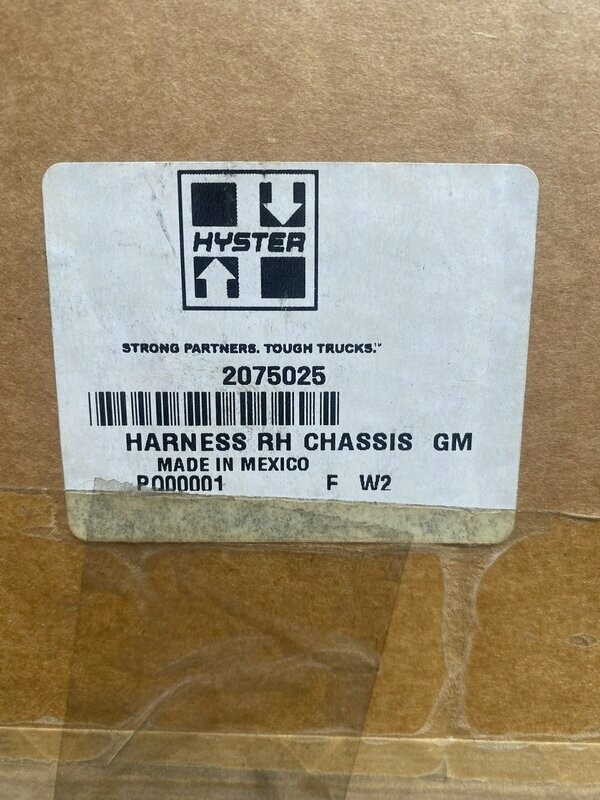 HYSTER
STRONG PARTNERS. TOUGH TRUCKS.™
2075025
HARNESS RH CHASSIS GM
MADE IN MEXICO
P000001 F W2